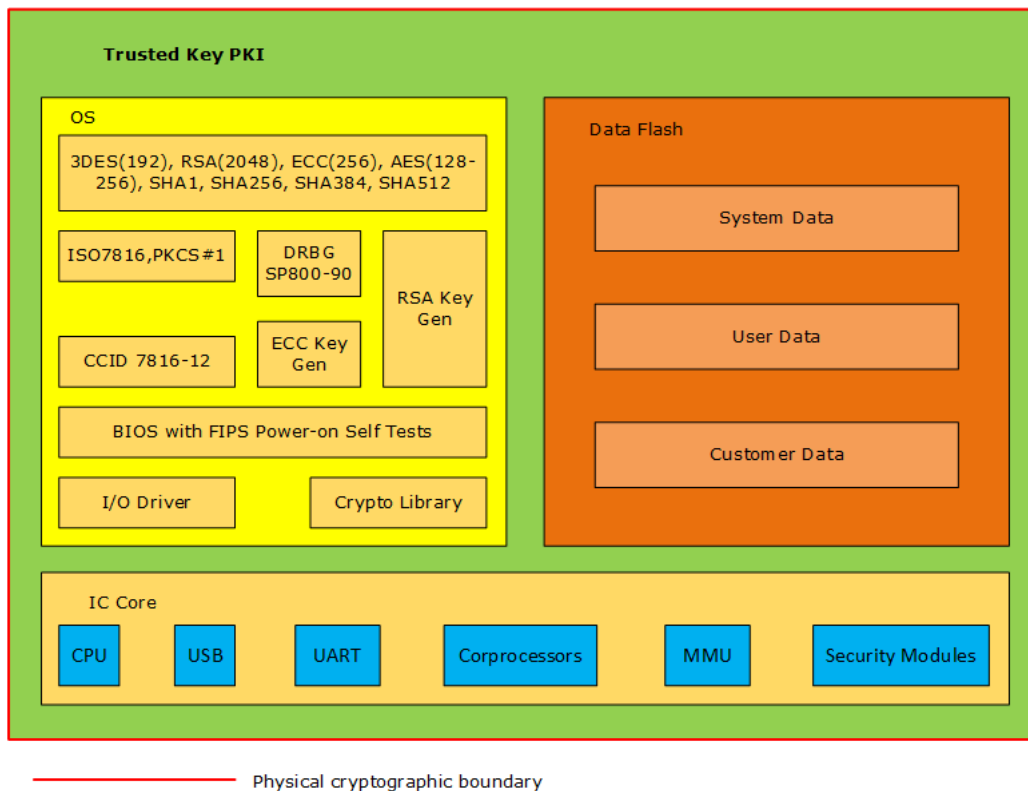 Trusted Key PKI
OS
3DES(192), RSA(2048), ECC(256), AES(128-
256), SHA1, SHA256, SHA384, SHA512
ISO7816,PKCS#1
DRBG
SP800-90
RSA Key
Gen
CCID 7816-12
ECC Key
Gen
BIOS with FIPS Power-on Self Tests
I/O Driver
Crypto Library
Data Flash
System Data
User Data
Customer Data
IC Core
CPU
USB
UART
Corprocessors
MMU
Security Modules
Physical cryptographic boundary